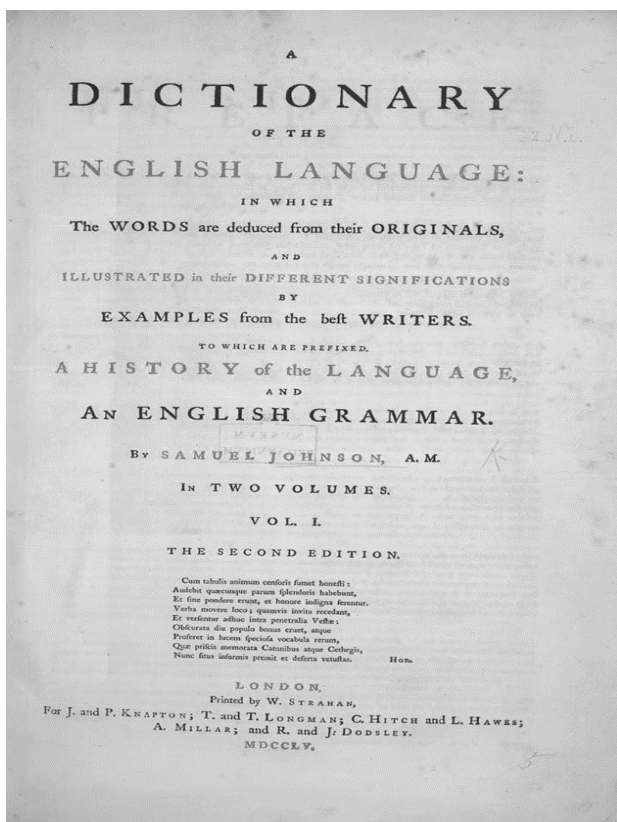 A
DICTIONARY
OF THE
ENGLISH LANGUAGE:
IN WHICH
The WORDS are deduced from their ORIGINALS,
AND
ILLUSTRATED in their DIFFERENT SIGNIFICATIONS
BY
EXAMPLES from the beſt WRITERS.
TO WHICH ARE PREFIXED,
A HISTORY of the LANGUAGE,
AND
AN ENGLISH GRAMMAR.
BY SAMUEL JOHNSON, A.M.
IN TWO VOLUMES.
VOL. I.
THE SECOND EDITION.
Cum tabulis animum cenſoris ſumet honeſti:
Audebit quæcunque parum ſplendoris habebunt,
Et ſine pondere erunt, et honore indigna ferentur.
Verba movere loco; quamvis invita recedant,
Et verſentur adhuc intra penetralia Veſtæ:
Obſcurata diu populo bonus eruet, atque
Proferet in lucem ſpecioſa vocabula rerum,
Quæ priſcis memorata Catonibus atque Cethegis,
Nunc ſitus informis premit et deſerta vetuſtas. HOR.
LONDON,
Printed by W. STRAHAN,
For J. and P. KNAPTON; T. and T. LONGMAN; C. HITCH and L. HAWES;
A. MILLAR; and R. and J. DODSLEY.
MDCCLV.